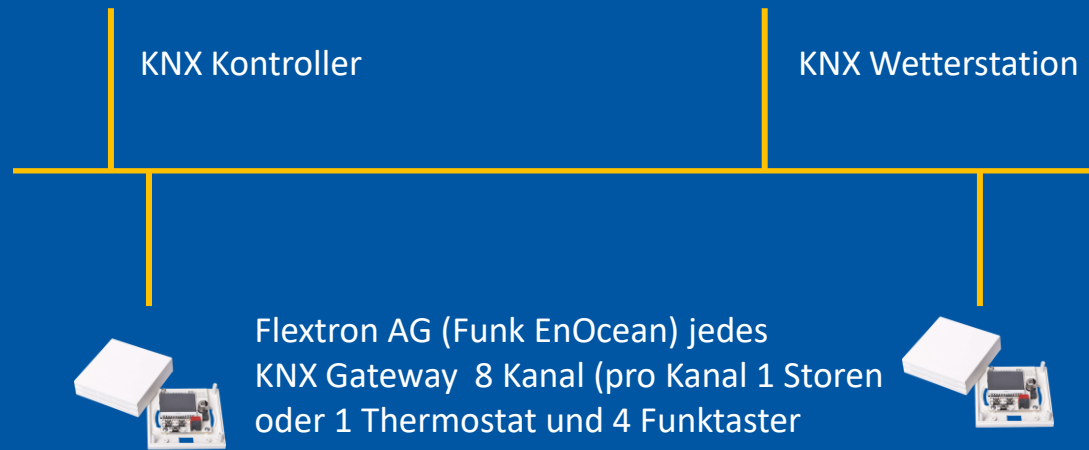 KNX Kontroller
KNX Wetterstation
Flextron AG (Funk EnOcean) jedes
KNX Gateway  8 Kanal (pro Kanal 1 Storen
oder 1 Thermostat und 4 Funktaster